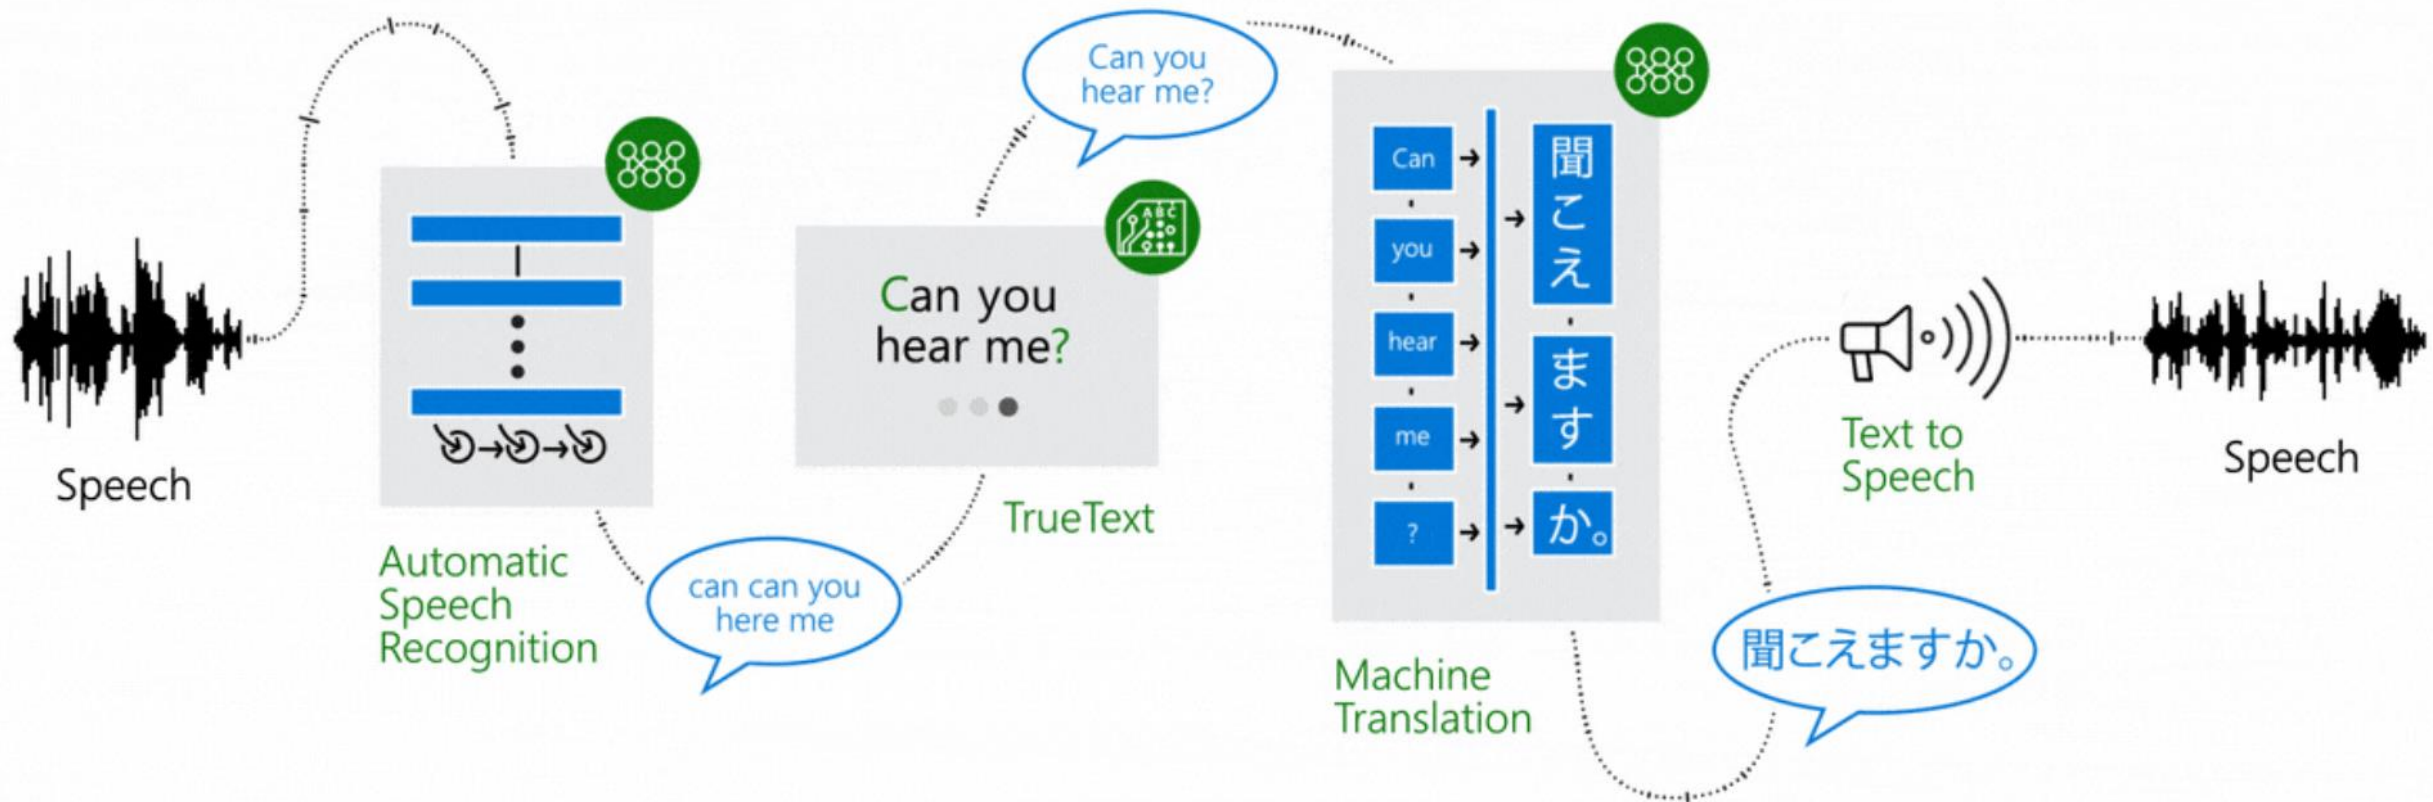 Speech
Automatic
Speech
Recognition
can can you
here me
Can you
hear me?
ABC
TrueText
Can you
hear me?
Can
you
hear
me
?
聞こえ
ます
か。
Machine
Translation
聞こえますか。
Text to
Speech
Speech